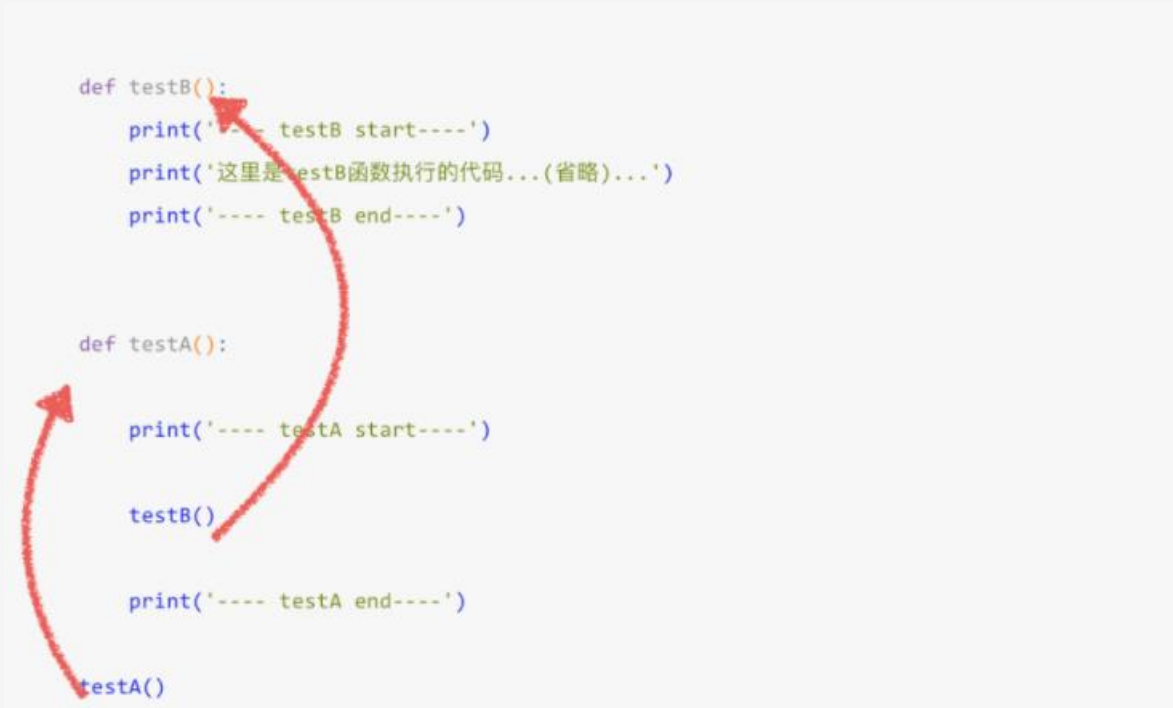 def testB():
    print('---- testB start----')
    print('这里是testB函数执行的代码...(省略)...')
    print('---- testB end----')
def testA():
    print('---- testA start----')
    testB()
    print('---- testA end----')
testA()